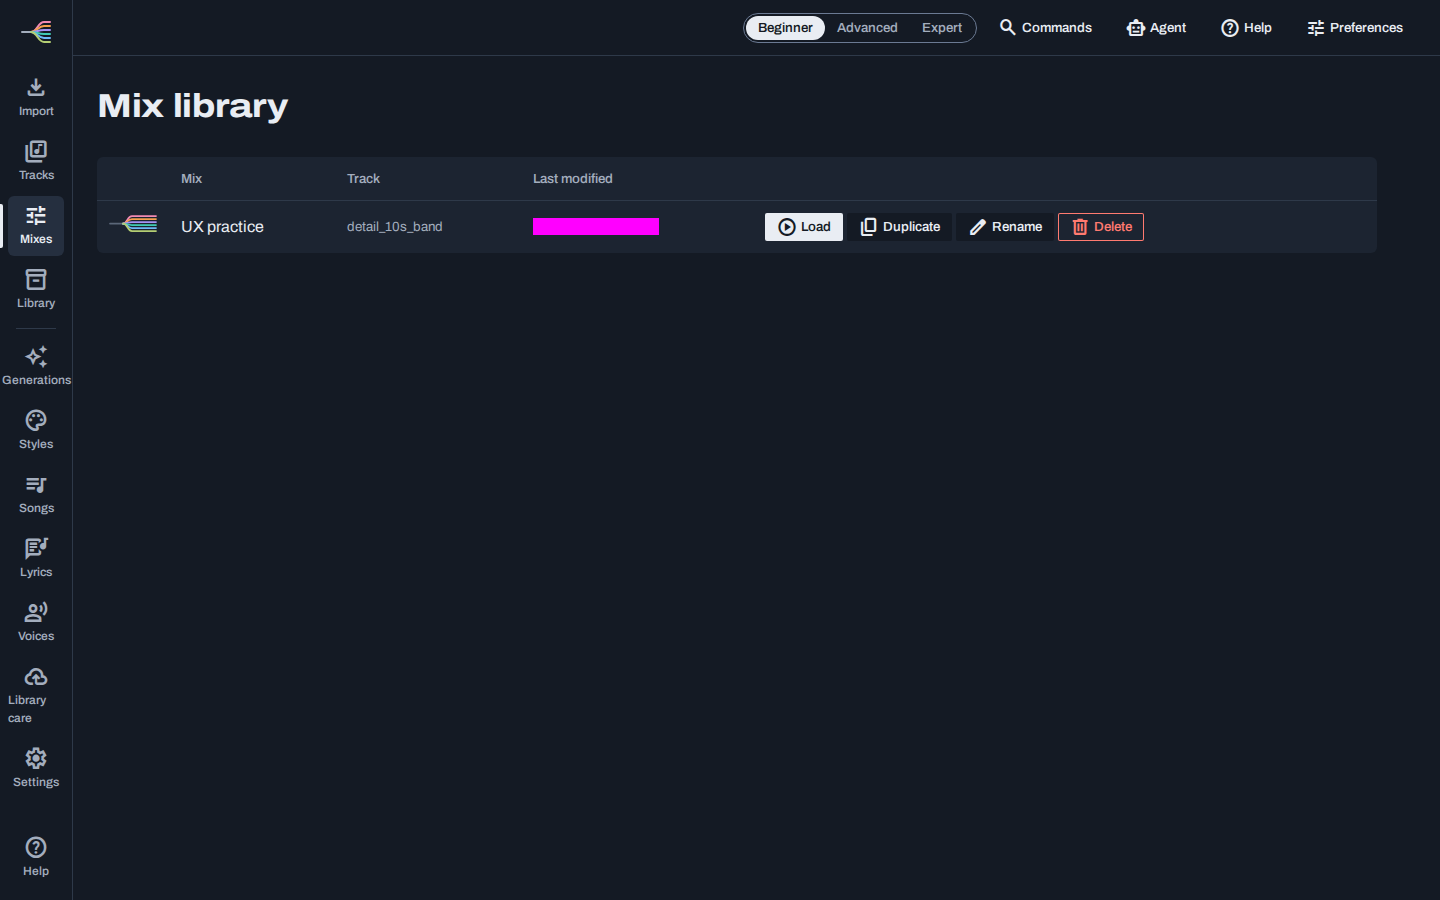 Beginner Advanced Expert Commands Agent Help Preferences
Import
Tracks
Mixes
Library
Generations
Styles
Songs
Lyrics
Voices
Library
care
Settings
Help
Mix library
Mix Track Last modified
UX practice detail_10s_band Load Duplicate Rename Delete